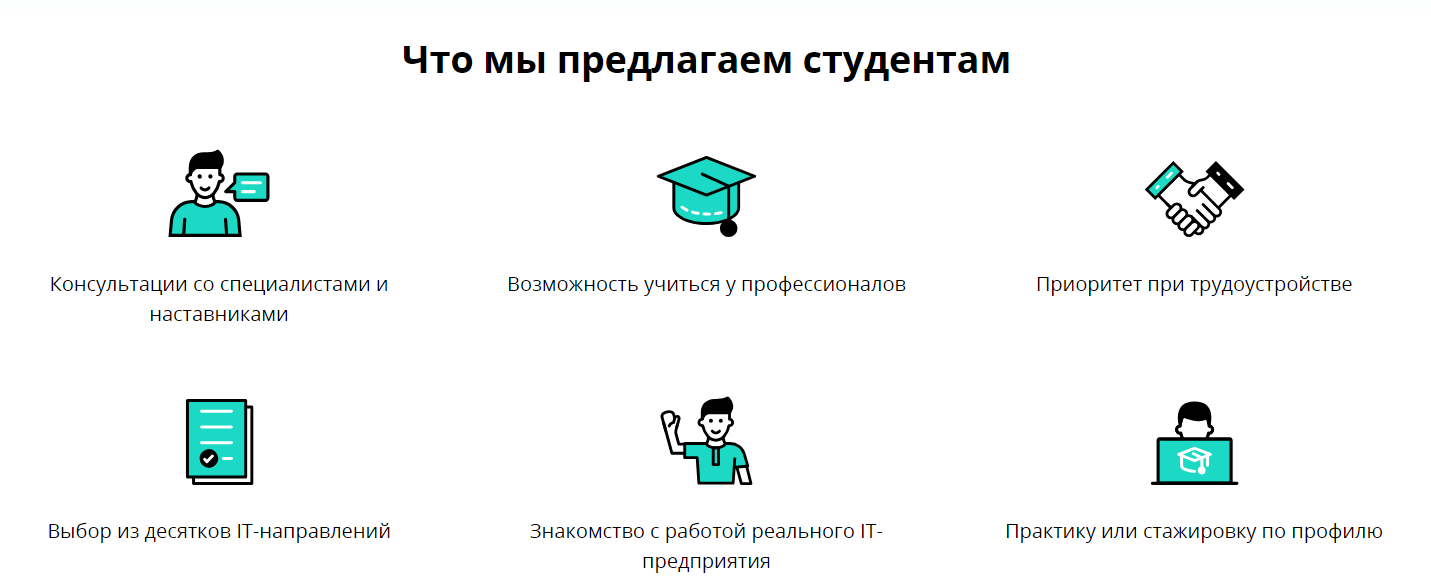 Что мы предлагаем студентам
Консультации со специалистами и
наставниками
Возможность учиться у профессионалов
Приоритет при трудоустройстве
Выбор из десятков IT-направлений
Знакомство с работой реального IT-
предприятия
Практику или стажировку по профилю